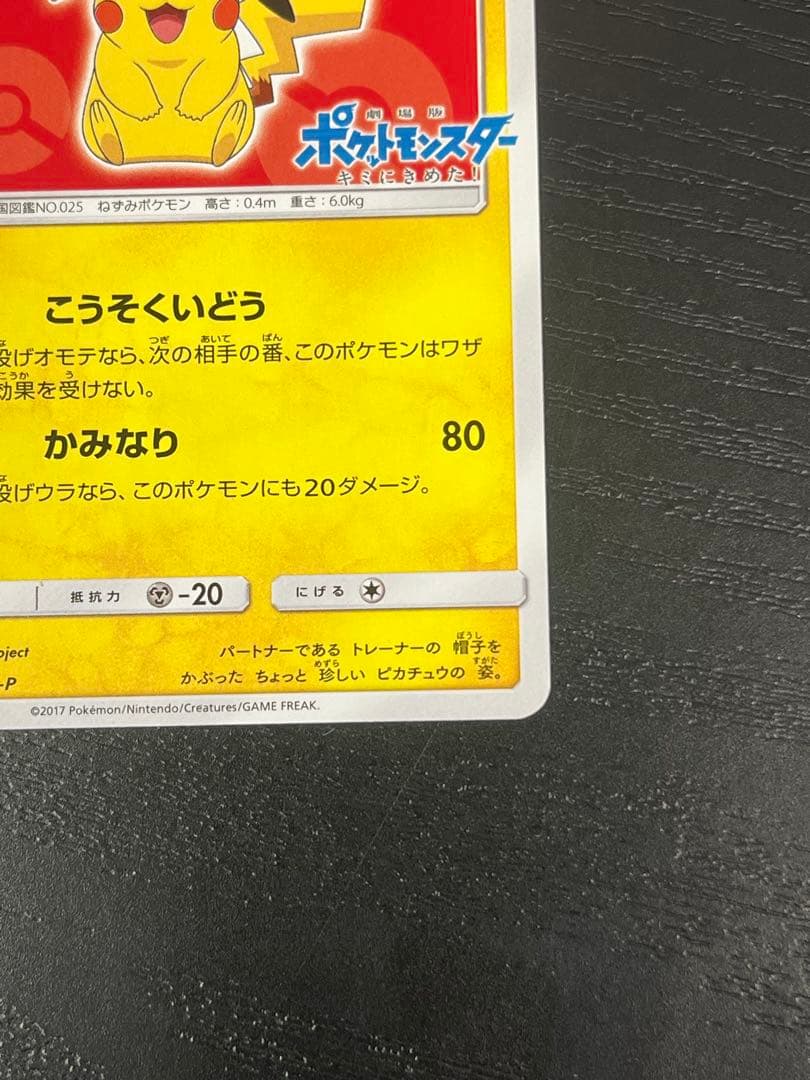 劇場版
ポケットモンスター
キミにきめた!
国図鑑NO.025 ねずみポケモン 高さ:0.4m 重さ:6.0kg
こうそくいどう
投げオモテなら、次の相手の番、このポケモンはワザ
効果を受けない。
かみなり 80
投げウラなら、このポケモンにも20ダメージ。
抵抗力 -20 にげる
oject
パートナーである トレーナーの 帽子を
-P
かぶった ちょっと 珍しい ピカチュウの 姿。
©2017 Pokémon/Nintendo/Creatures/GAME FREAK.